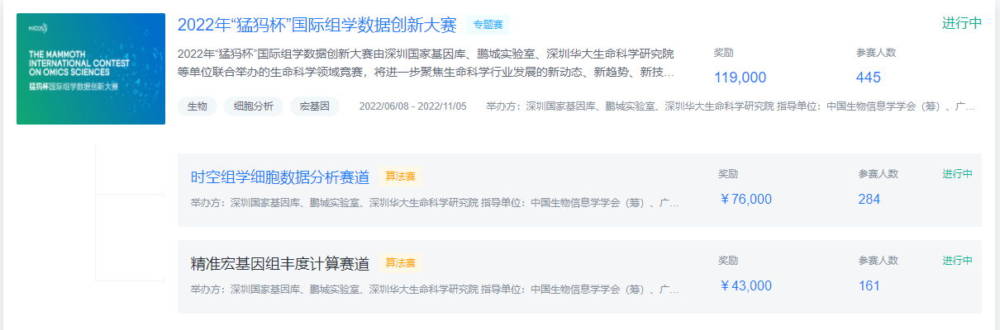 MICOS
THE MAMMOTH
INTERNATIONAL CONTEST
ON OMICS SCIENCES
猛犸杯国际组学数据创新大赛
2022年“猛犸杯”国际组学数据创新大赛 专题赛
进行中
2022年“猛犸杯”国际组学数据创新大赛由深圳国家基因库、鹏城实验室、深圳华大生命科学研究院
等单位联合举办的生命科学领域竞赛，将进一步聚焦生命科学行业发展的新动态、新趋势、新技…
奖励 参赛人数
119,000 445
生物 细胞分析 宏基因 2022/06/08 - 2022/11/05 举办方：深圳国家基因库、鹏城实验室、深圳华大生命科学研究院 指导单位：中国生物信息学学会（筹）、广…
时空组学细胞数据分析赛道 算法赛 奖励 参赛人数 进行中
举办方：深圳国家基因库、鹏城实验室、深圳华大生命科学研究院 指导单位：中国生物信息学学会（筹）、广… ￥76,000 284
精准宏基因组丰度计算赛道 算法赛 奖励 参赛人数 进行中
举办方：深圳国家基因库、鹏城实验室、深圳华大生命科学研究院 指导单位：中国生物信息学学会（筹）、广… ￥43,000 161